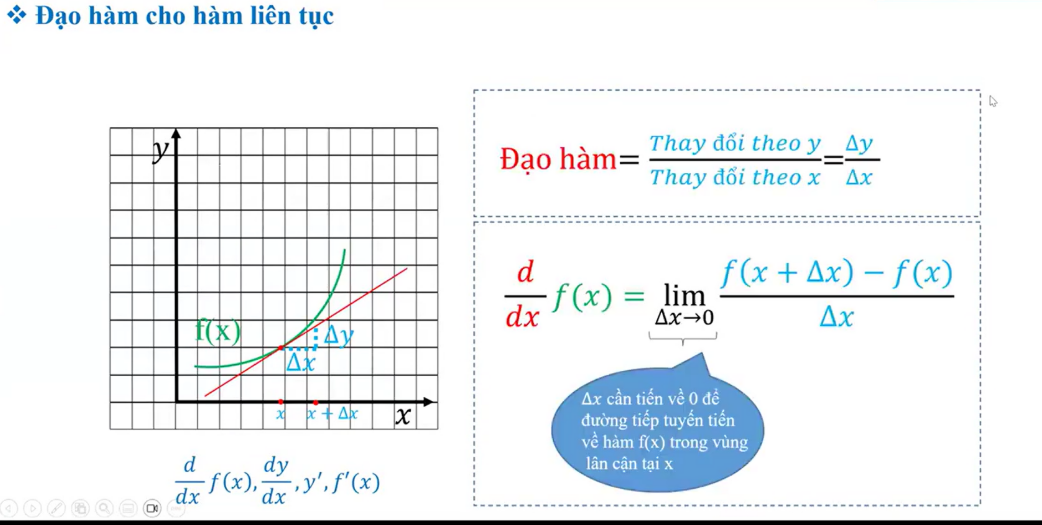 ❖ Đạo hàm cho hàm liên tục
y
f(x)
Δy
Δx
x
x + Δx
x
d/dx f(x), dy/dx, y′, f′(x)
Đạo hàm = Thay đổi theo y / Thay đổi theo x = Δy/Δx
d/dx f(x) = lim Δx→0 f(x + Δx) − f(x) / Δx
Δx cần tiến về 0 để
đường tiếp tuyến tiến
về hàm f(x) trong vùng
lân cận tại x